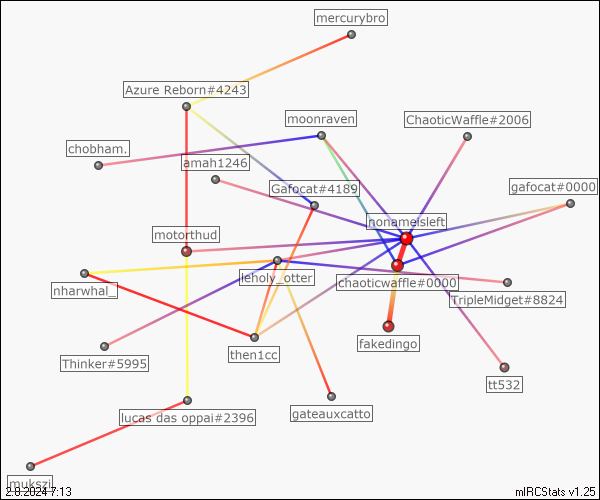 mercurybro
Azure Reborn#4243
moonraven
ChaoticWaffle#2006
chobham.
amah1246
Gafocat#4189
gafocat#0000
honameisleft
motorthud
ieholy_otter
chaoticwaffle#0000
nharwhal_
TripleMidget#8824
fakedingo
then1cc
Thinker#5995
tt532
lucas das oppai#2396
gateauxcatto
mukszi
2.8.2024 7:13
mIRCStats v1.25